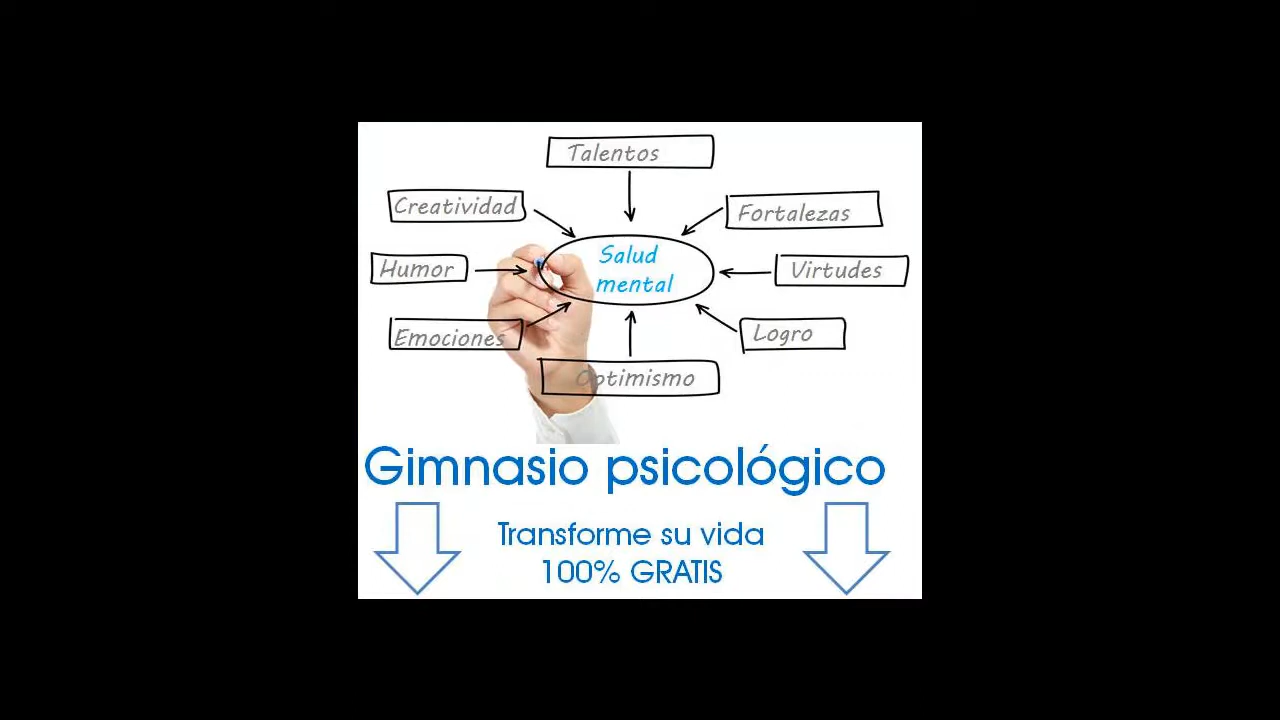 Talentos
Creatividad
Fortalezas
Salud
mental
Humor
Virtudes
Emociones
Logro
Optimismo
Gimnasio psicológico
Transforme su vida
100% GRATIS